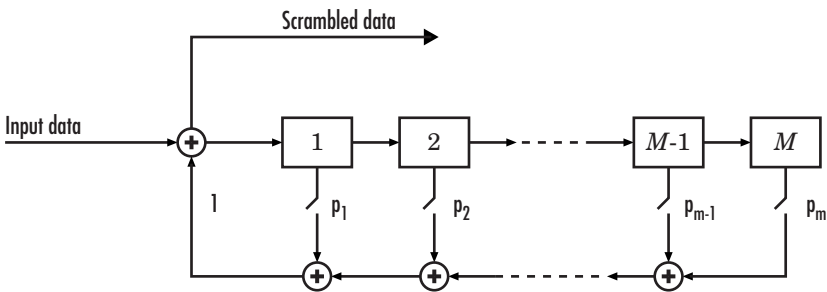 Scrambled data
Input data
1
2
M-1
M
1
p1
p2
pm-1
pm